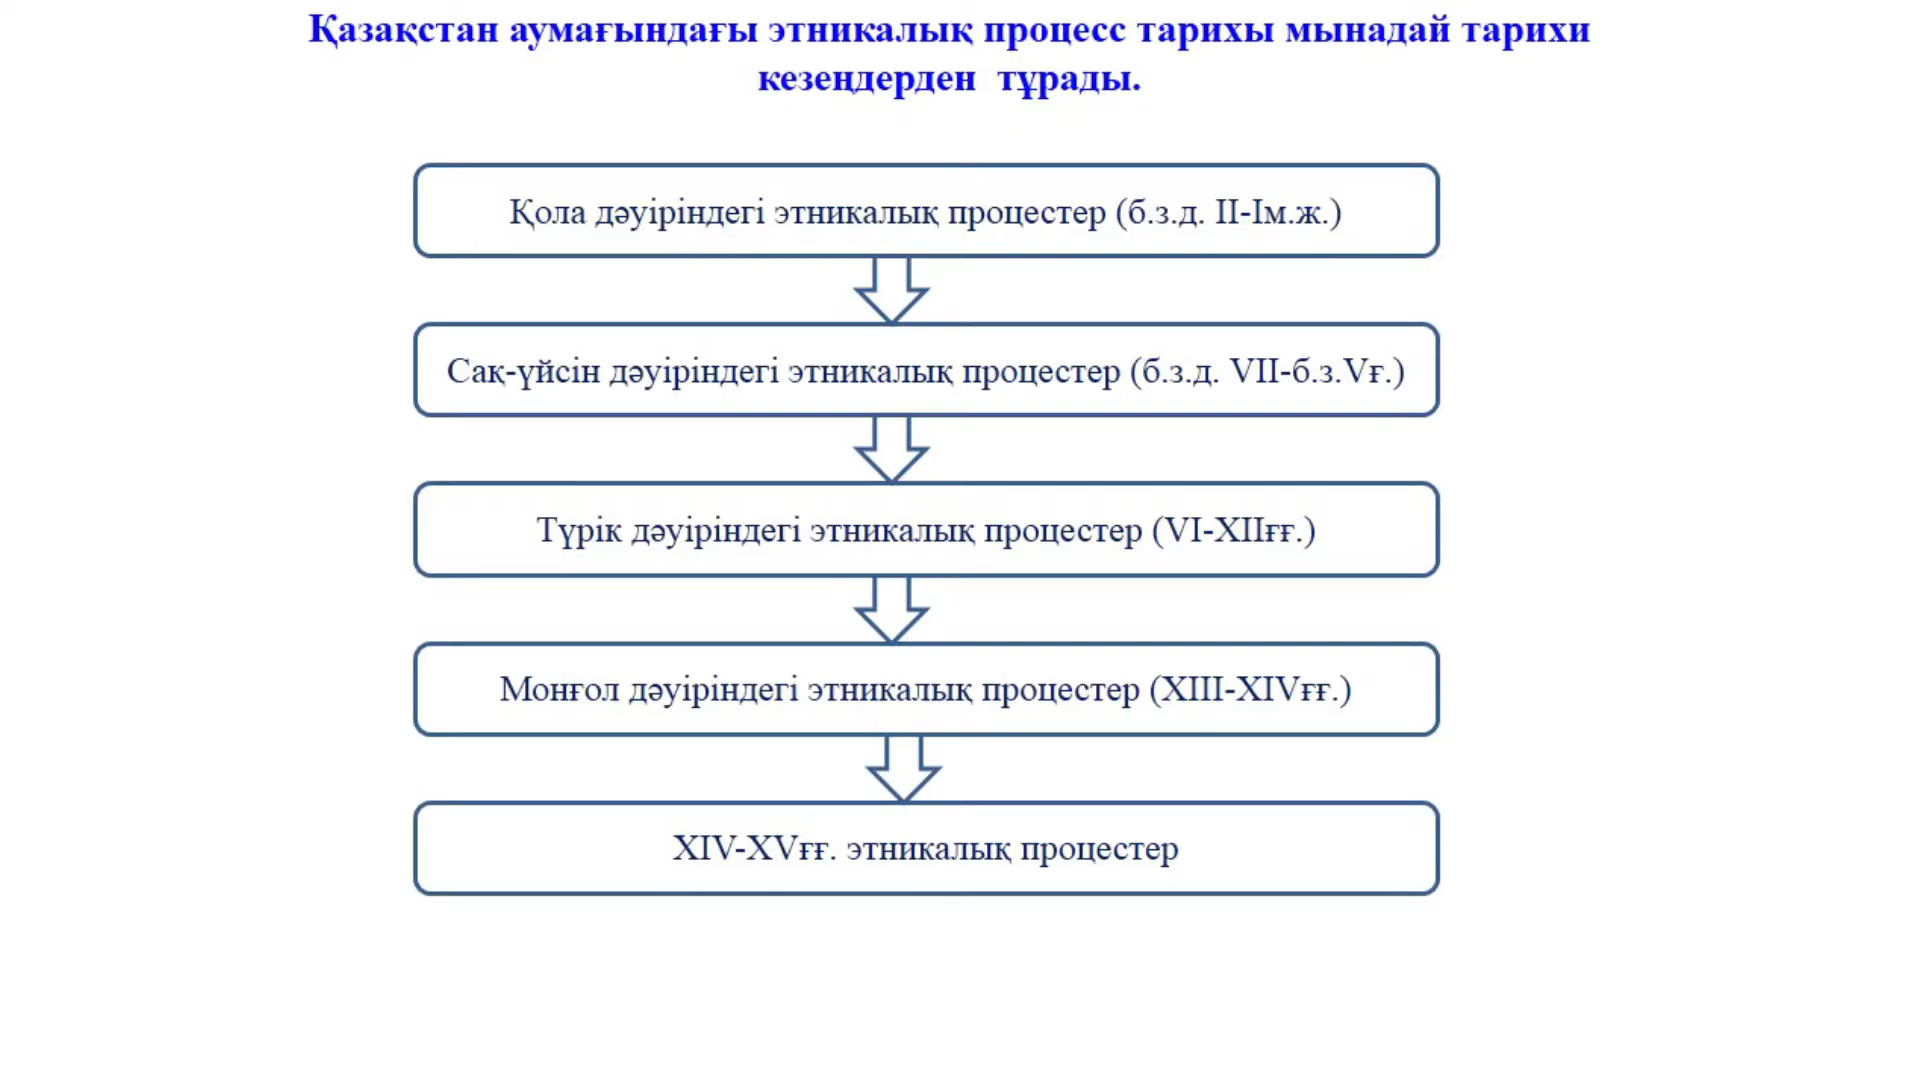 Қазақстан аумағындағы этникалық процесс тарихы мынадай тарихи
кезеңдерден тұрады.
Қола дәуіріндегі этникалық процестер (б.з.д. II-Iм.ж.)
Сақ-үйсін дәуіріндегі этникалық процестер (б.з.д. VII-б.з.Vғ.)
Түрік дәуіріндегі этникалық процестер (VI-XIIғғ.)
Монғол дәуіріндегі этникалық процестер (XIII-XIVғғ.)
XIV-XVғғ. этникалық процестер